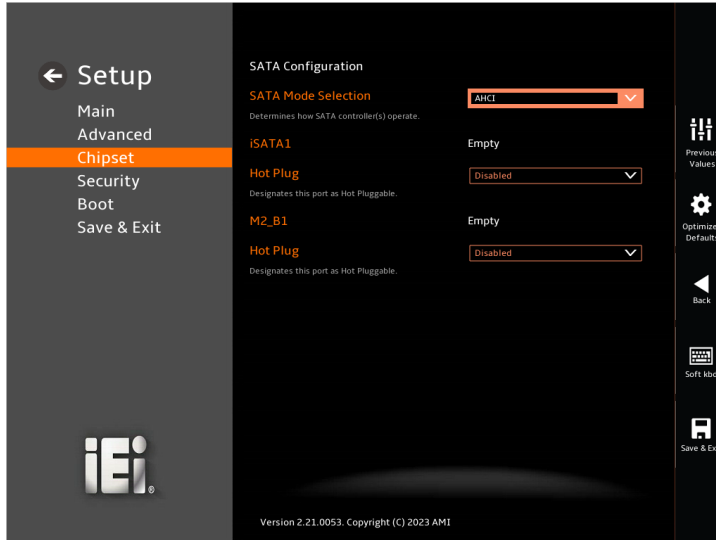 Setup
Main
Advanced
Chipset
Security
Boot
Save & Exit
iEi®
SATA Configuration
SATA Mode Selection
AHCI
Determines how SATA controller(s) operate.
iSATA1
Empty
Hot Plug
Disabled
Designates this port as Hot Pluggable.
M2_B1
Empty
Hot Plug
Disabled
Designates this port as Hot Pluggable.
Version 2.21.0053. Copyright (C) 2023 AMI
Previous
Values
Optimize
Defaults
Back
Soft kbd
Save & Ex